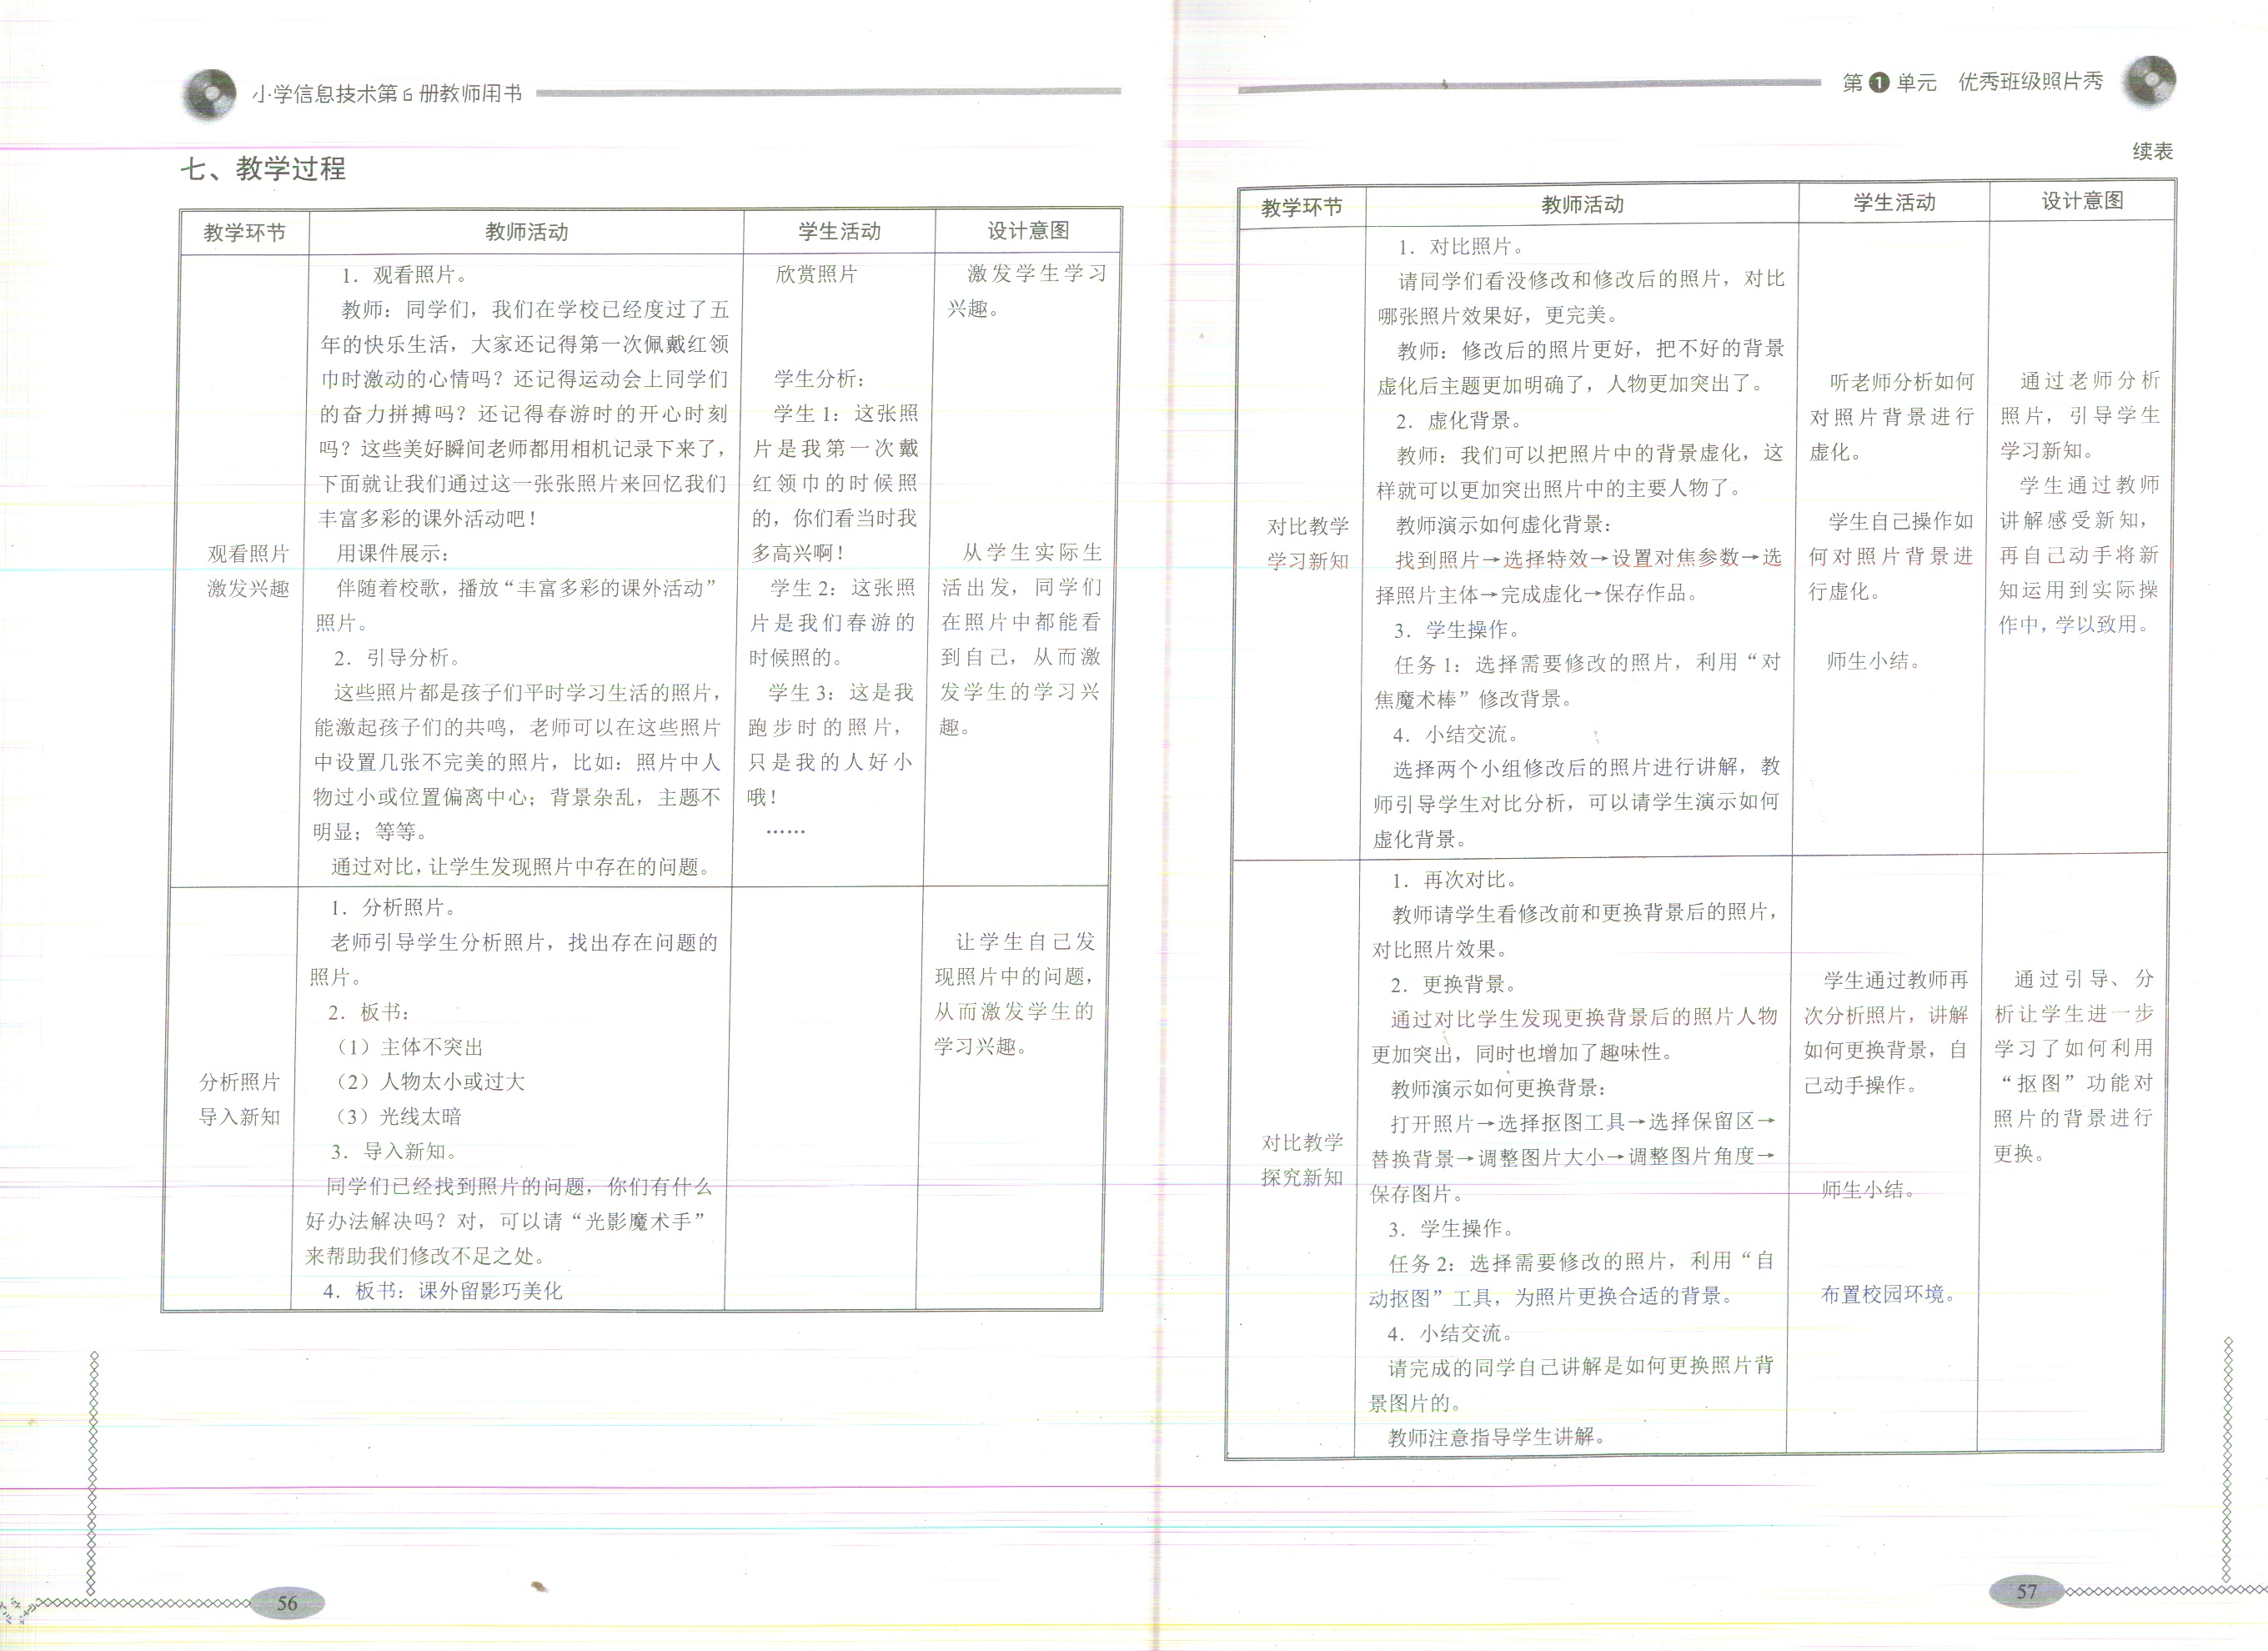 小学信息技术第6册教师用书
七、教学过程
教学环节
教师活动
学生活动
设计意图
观看照片
激发兴趣
1. 观看照片。
教师：同学们，我们在学校已经度过了五
年的快乐生活，大家还记得第一次佩戴红领
巾时激动的心情吗？还记得运动会上同学们
的奋力拼搏吗？还记得春游时的开心时刻
吗？这些美好瞬间老师都用相机记录下来了，
下面就让我们通过这一张张照片来回忆我们
丰富多彩的课外活动吧！
用课件展示：
伴随着校歌，播放“丰富多彩的课外活动”
照片。
2. 引导分析。
这些照片都是孩子们平时学习生活的照片，
能激起孩子们的共鸣，老师可以在这些照片
中设置几张不完美的照片，比如：照片中人
物过小或位置偏离中心；背景杂乱，主题不
明显；等等。
通过对比，让学生发现照片中存在的问题。
欣赏照片
学生分析：
学生1：这张照
片是我第一次戴
红领巾的时候照
的，你们看当时我
多高兴啊！
学生2：这张照
片是我们春游的
时候照的。
学生3：这是我
跑步时的照片，
只是我的人好小
哦！
……
激发学生学习
兴趣。
从学生实际生
活出发，同学们
在照片中都能看
到自己，从而激
发学生的学习兴
趣。
分析照片
导入新知
1. 分析照片。
老师引导学生分析照片，找出存在问题的
照片。
2. 板书：
（1）主体不突出
（2）人物太小或过大
（3）光线太暗
3. 导入新知。
同学们已经找到照片的问题，你们有什么
好办法解决吗？对，可以请“光影魔术手”
来帮助我们修改不足之处。
4. 板书：课外留影巧美化
让学生自己发
现照片中的问题，
从而激发学生的
学习兴趣。
56
第1单元 优秀班级照片秀
续表
教学环节
教师活动
学生活动
设计意图
对比教学
学习新知
1. 对比照片。
请同学们看没修改和修改后的照片，对比
哪张照片效果好，更完美。
教师：修改后的照片更好，把不好的背景
虚化后主题更加明确了，人物更加突出了。
2. 虚化背景。
教师：我们可以把照片中的背景虚化，这
样就可以更加突出照片中的主要人物了。
教师演示如何虚化背景：
找到照片→选择特效→设置对焦参数→选
择照片主体→完成虚化→保存作品。
3. 学生操作。
任务1：选择需要修改的照片，利用“对
焦魔术棒”修改背景。
4. 小结交流。
选择两个小组修改后的照片进行讲解，教
师引导学生对比分析，可以请学生演示如何
虚化背景。
听老师分析如何
对照片背景进行
虚化。
学生自己操作如
何对照片背景进
行虚化。
师生小结。
通过老师分析
照片，引导学生
学习新知。
学生通过教师
讲解感受新知，
再自己动手将新
知运用到实际操
作中，学以致用。
对比教学
探究新知
1. 再次对比。
教师请学生看修改前和更换背景后的照片，
对比照片效果。
2. 更换背景。
通过对比学生发现更换背景后的照片人物
更加突出，同时也增加了趣味性。
教师演示如何更换背景：
打开照片→选择抠图工具→选择保留区→
替换背景→调整图片大小→调整图片角度→
保存图片。
3. 学生操作。
任务2：选择需要修改的照片，利用“自
动抠图”工具，为照片更换合适的背景。
4. 小结交流。
请完成的同学自己讲解是如何更换照片背
景图片的。
教师注意指导学生讲解。
学生通过教师再
次分析照片，讲解
如何更换背景，自
己动手操作。
师生小结。
布置校园环境。
通过引导、分
析让学生进一步
学习了如何利用
“抠图”功能对
照片的背景进行
更换。
57